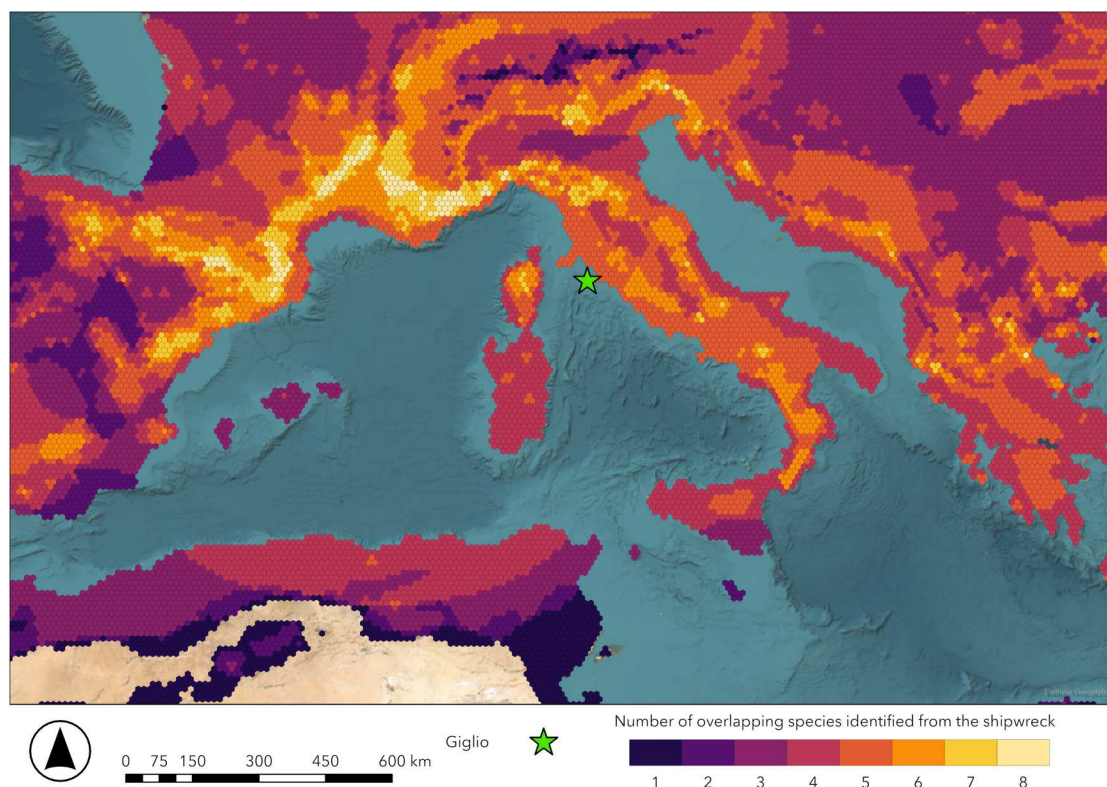 Number of overlapping species identified from the shipwreck
Giglio
0 75 150 300 450 600 km
1 2 3 4 5 6 7 8